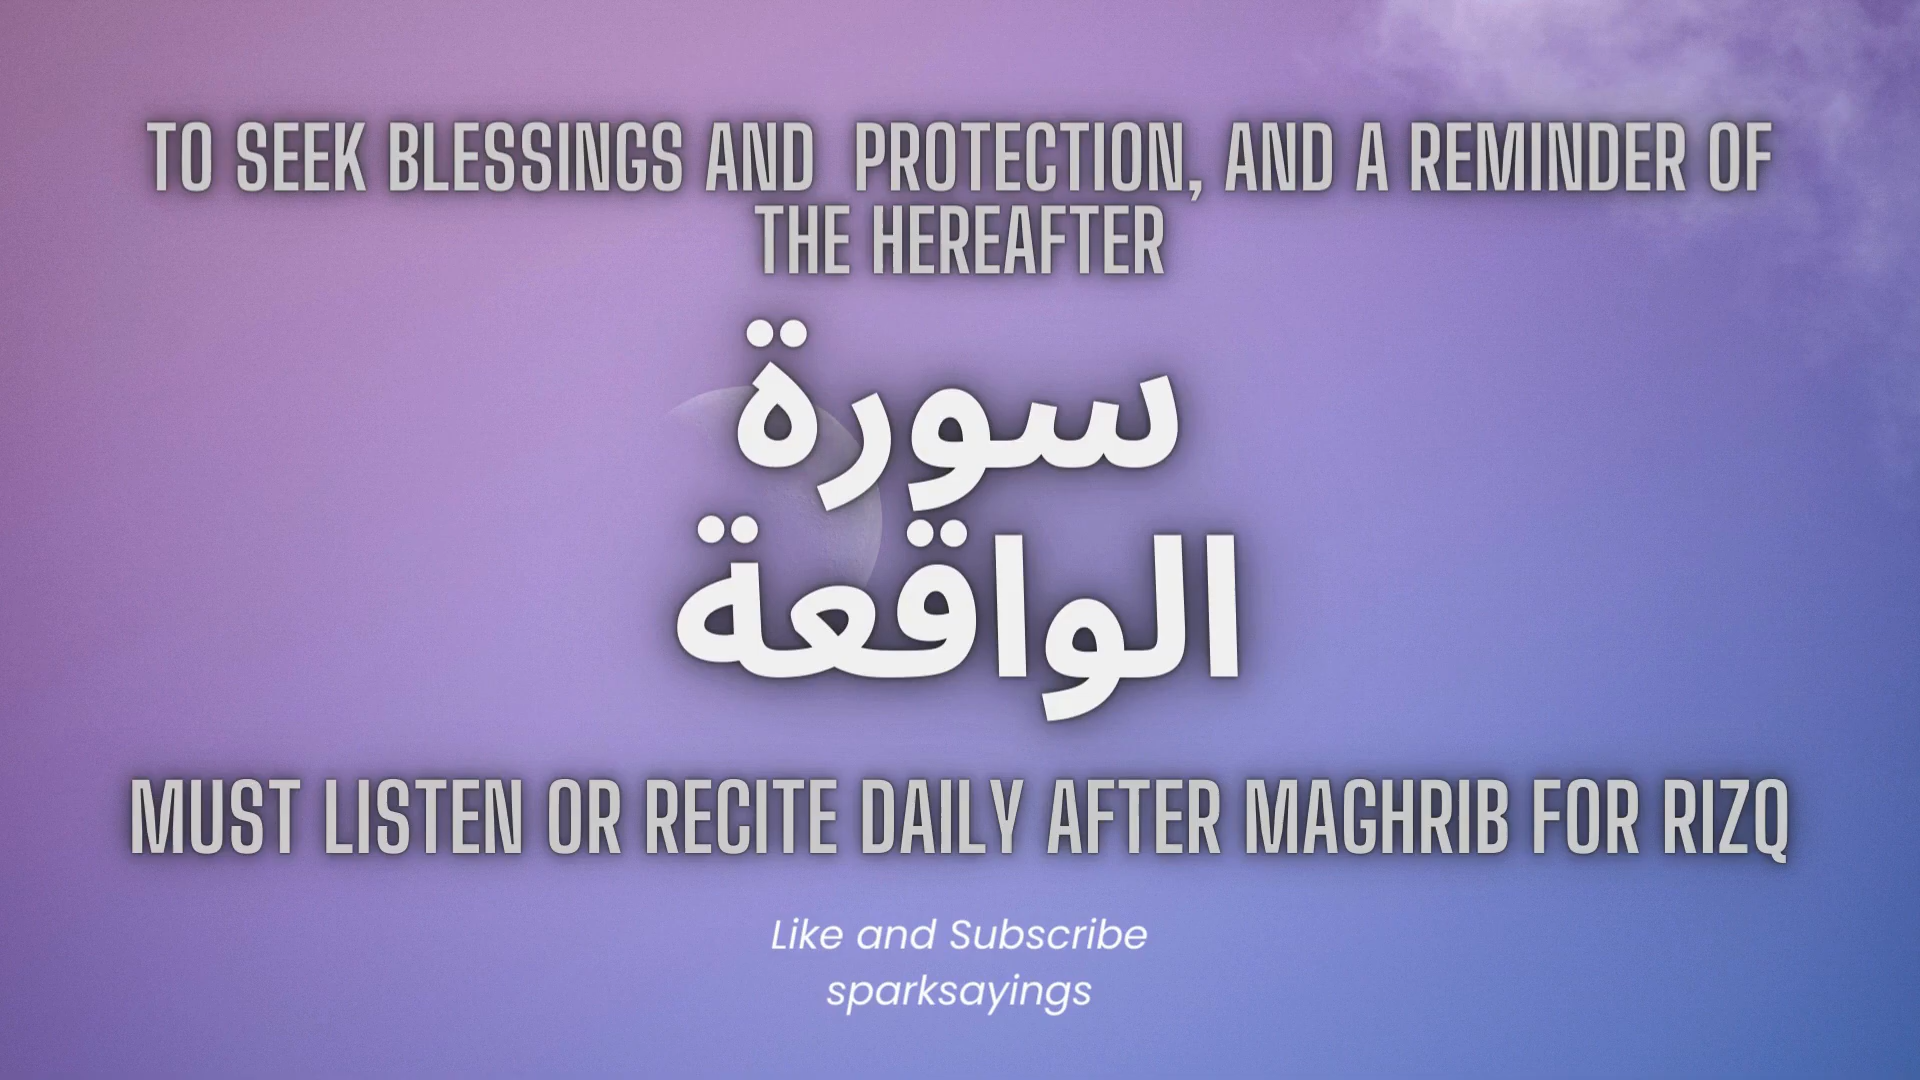 TO SEEK BLESSINGS AND  PROTECTION, AND A REMINDER OF
THE HEREAFTER
سورة
الواقعة
MUST LISTEN OR RECITE DAILY AFTER MAGHRIB FOR RIZQ
Like and Subscribe
sparksayings